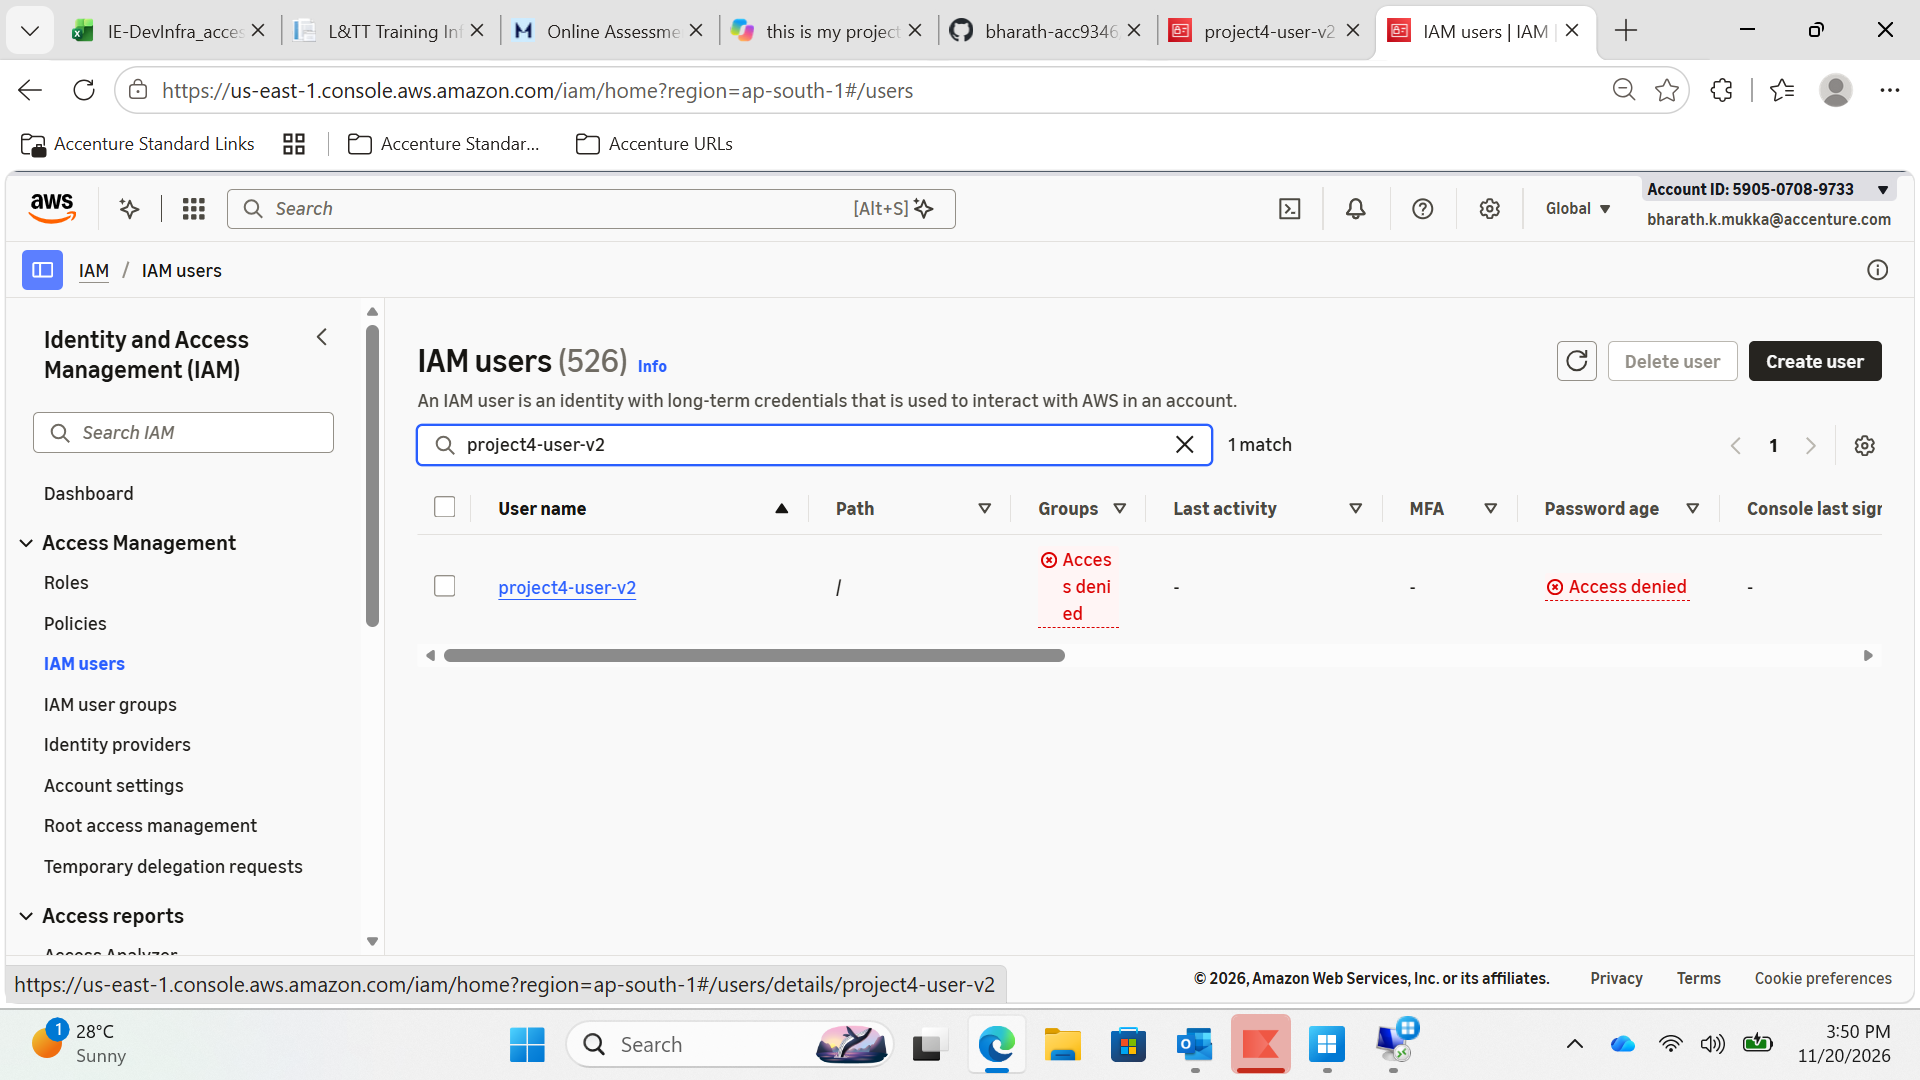 IE-DevInfra_acces
L&TT Training Inf
Online Assessme
this is my project
bharath-acc9346
project4-user-v2
IAM users | IAM
https://us-east-1.console.aws.amazon.com/iam/home?region=ap-south-1#/users
Accenture Standard Links
Accenture Standar...
Accenture URLs
aws
Search
[Alt+S]
Global
Account ID: 5905-0708-9733
bharath.k.mukka@accenture.com
IAM / IAM users
Identity and Access
Management (IAM)
Search IAM
Dashboard
Access Management
Roles
Policies
IAM users
IAM user groups
Identity providers
Account settings
Root access management
Temporary delegation requests
Access reports
Access Analyzer
IAM users (526) Info
Delete user
Create user
An IAM user is an identity with long-term credentials that is used to interact with AWS in an account.
project4-user-v2
1 match
1
User name
Path
Groups
Last activity
MFA
Password age
Console last sigr
project4-user-v2
/
Acces
s deni
ed
-
-
Access denied
-
https://us-east-1.console.aws.amazon.com/iam/home?region=ap-south-1#/users/details/project4-user-v2
© 2026, Amazon Web Services, Inc. or its affiliates.
Privacy
Terms
Cookie preferences
1
28°C
Sunny
Search
3:50 PM
11/20/2026